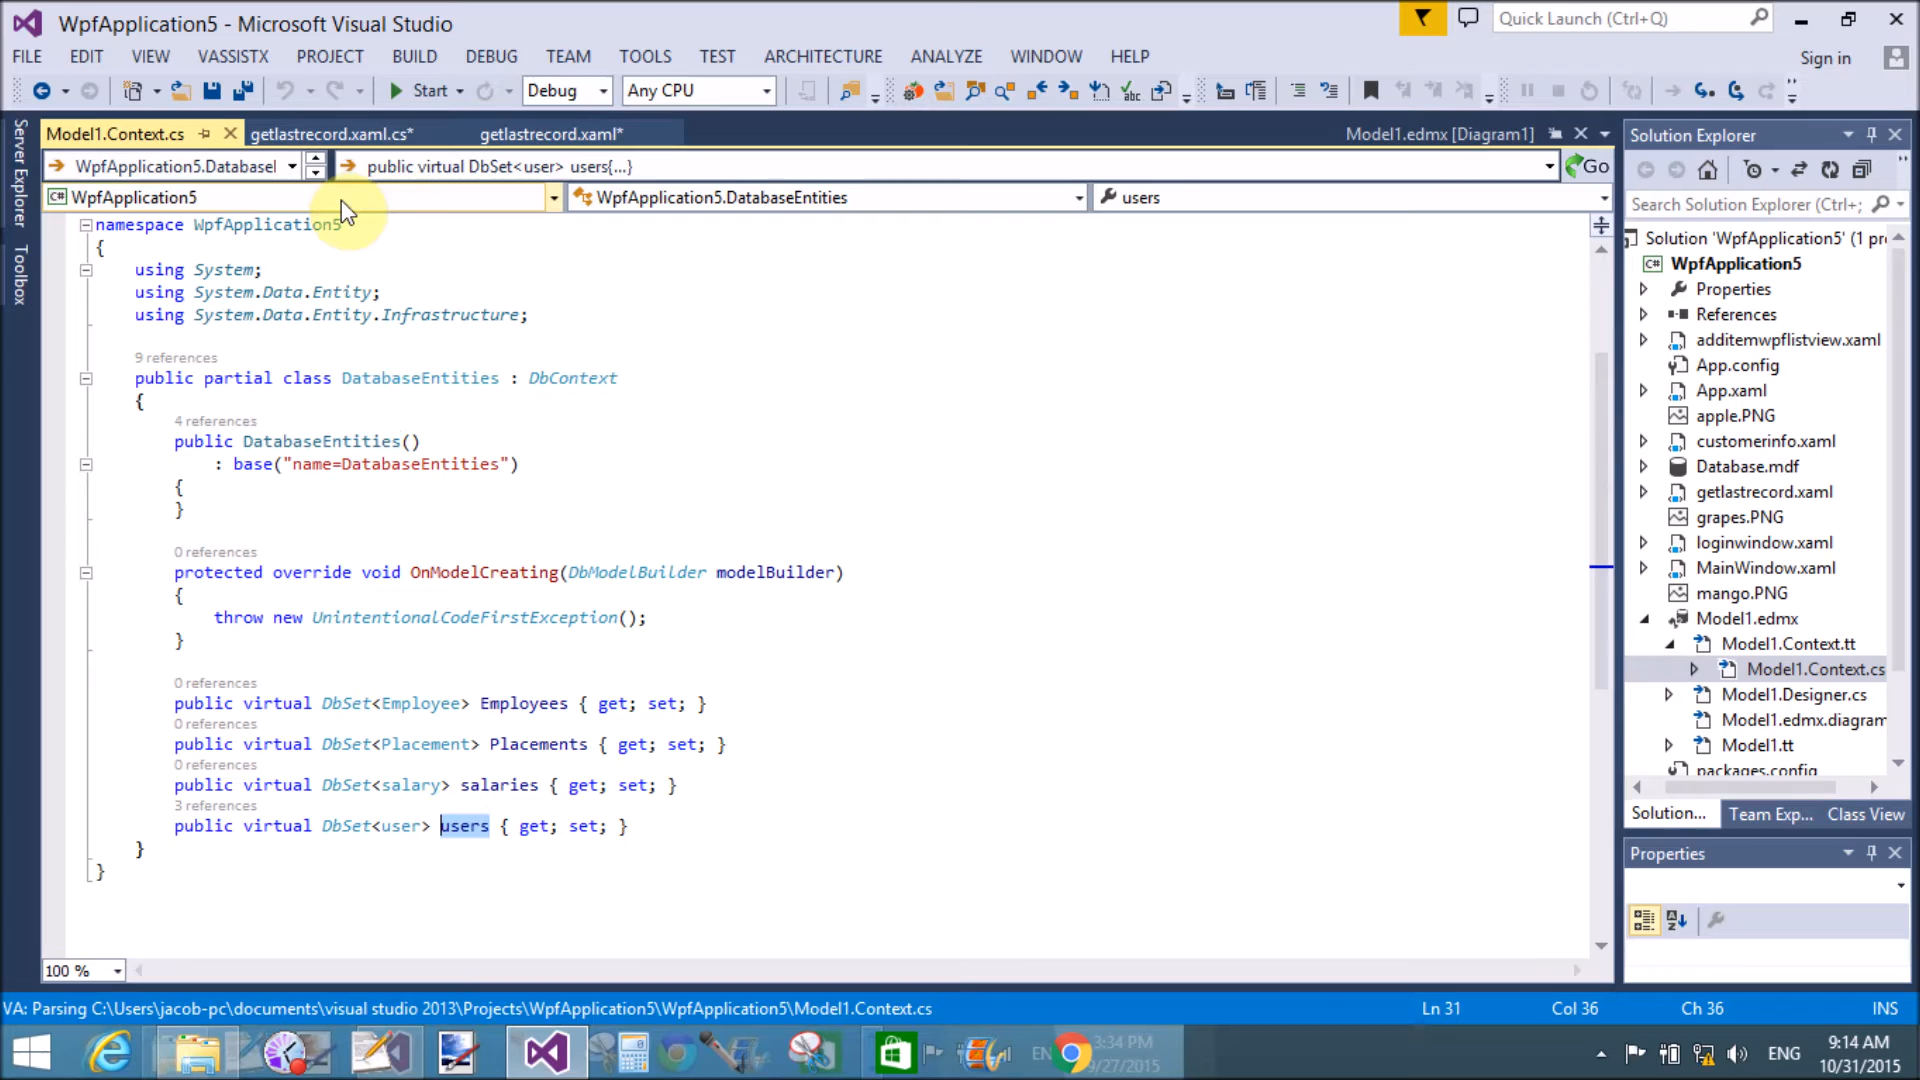 WpfApplication5 - Microsoft Visual Studio
Quick Launch (Ctrl+Q)
FILE EDIT VIEW VASSISTX PROJECT BUILD DEBUG TEAM TOOLS TEST ARCHITECTURE ANALYZE WINDOW HELP
Sign in
Start Debug Any CPU
Server Explorer
Toolbox
Model1.Context.cs getlastrecord.xaml.cs* getlastrecord.xaml* Model1.edmx [Diagram1]
WpfApplication5.DatabaseI public virtual DbSet<user> users{...} Go
WpfApplication5 WpfApplication5.DatabaseEntities users
namespace WpfApplication5
{
using System;
using System.Data.Entity;
using System.Data.Entity.Infrastructure;
9 references
public partial class DatabaseEntities : DbContext
{
4 references
public DatabaseEntities()
: base("name=DatabaseEntities")
{
}
0 references
protected override void OnModelCreating(DbModelBuilder modelBuilder)
{
throw new UnintentionalCodeFirstException();
}
0 references
public virtual DbSet<Employee> Employees { get; set; }
0 references
public virtual DbSet<Placement> Placements { get; set; }
0 references
public virtual DbSet<salary> salaries { get; set; }
3 references
public virtual DbSet<user> users { get; set; }
}
}
100 %
Solution Explorer
Search Solution Explorer (Ctrl+;
Solution 'WpfApplication5' (1 pr
WpfApplication5
Properties
References
additemwpflistview.xaml
App.config
App.xaml
apple.PNG
customerinfo.xaml
Database.mdf
getlastrecord.xaml
grapes.PNG
loginwindow.xaml
MainWindow.xaml
mango.PNG
Model1.edmx
Model1.Context.tt
Model1.Context.cs
Model1.Designer.cs
Model1.edmx.diagram
Model1.tt
packages.config
Solution... Team Exp... Class View
Properties
VA: Parsing C:\Users\jacob-pc\documents\visual studio 2013\Projects\WpfApplication5\WpfApplication5\Model1.Context.cs
Ln 31 Col 36 Ch 36 INS
EN 3:34 PM
9/27/2015
ENG 9:14 AM
10/31/2015